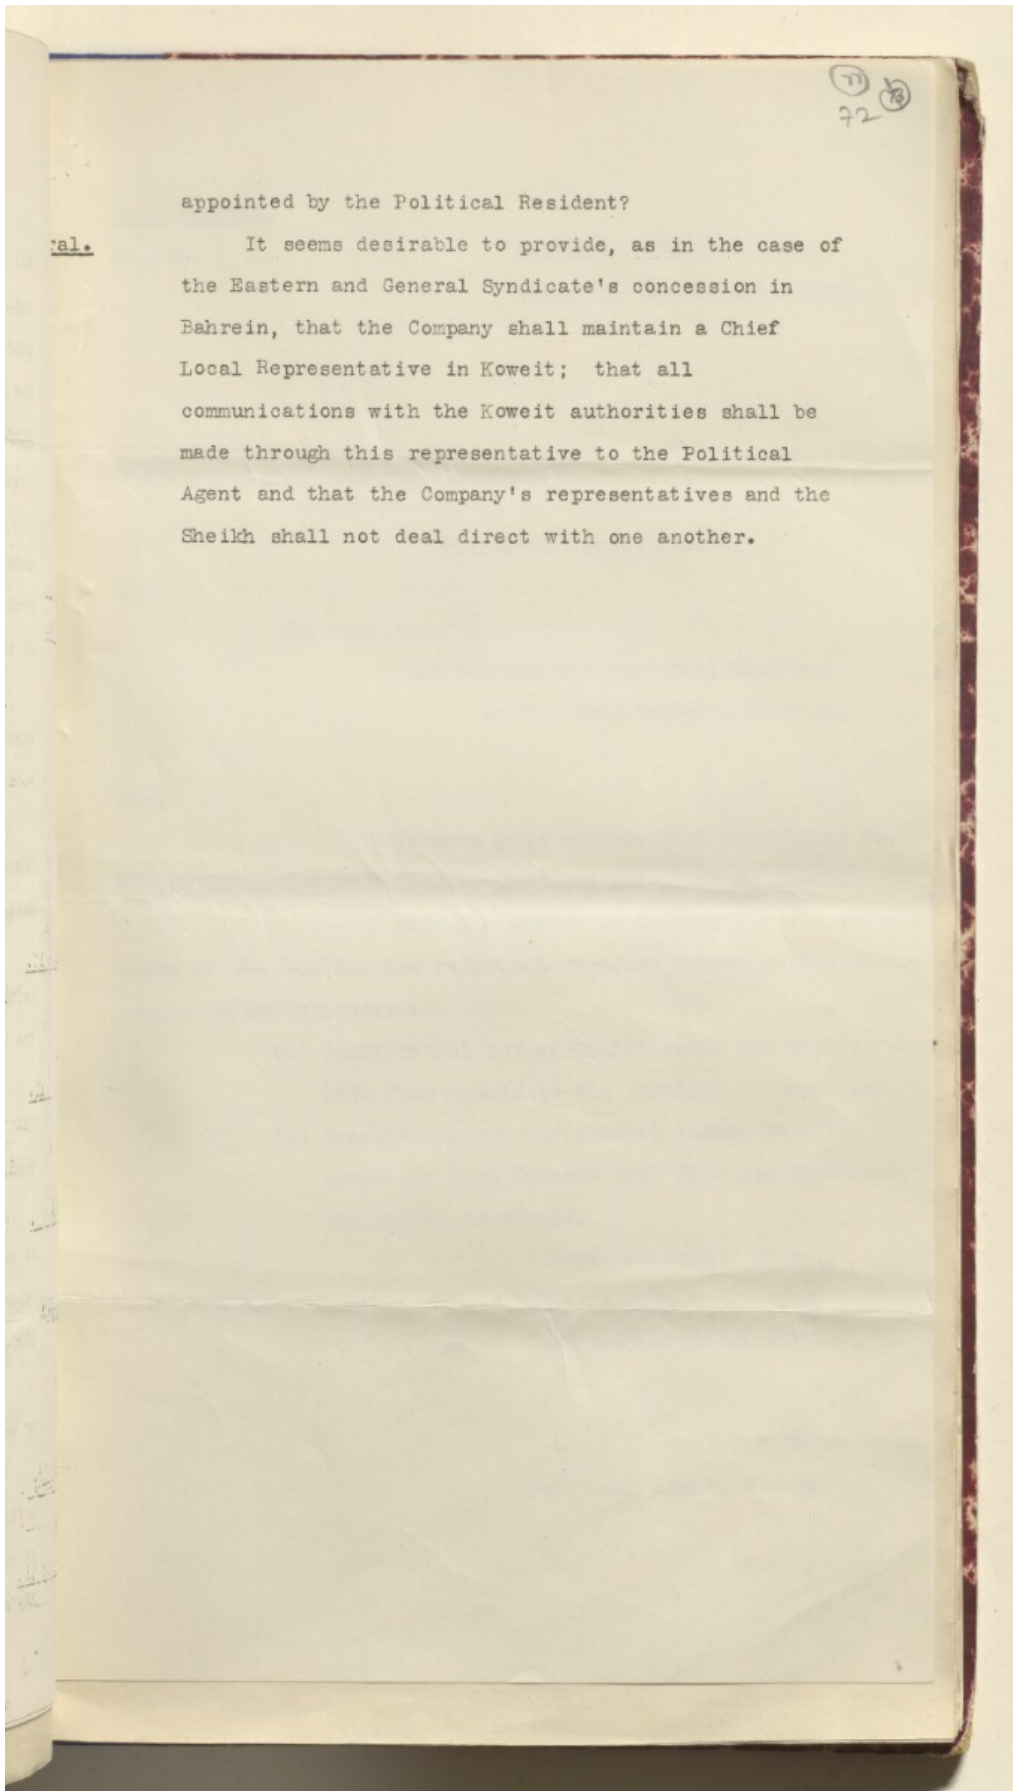 72
appointed by the Political Resident?
ral.
It seems desirable to provide, as in the case of
the Eastern and General Syndicate's concession in
Bahrein, that the Company shall maintain a Chief
Local Representative in Koweit; that all
communications with the Koweit authorities shall be
made through this representative to the Political
Agent and that the Company's representatives and the
Sheikh shall not deal direct with one another.